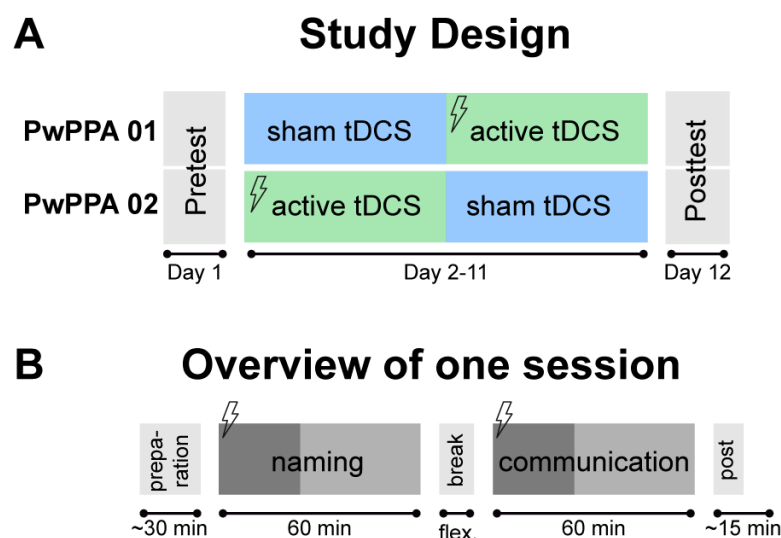 A
Study Design
PwPPA 01
sham tDCS
active tDCS
Pretest
Posttest
PwPPA 02
active tDCS
sham tDCS
Day 1
Day 2-11
Day 12
B
Overview of one session
prepa-
ration
naming
break
communication
post
~30 min
60 min
flex.
60 min
~15 min